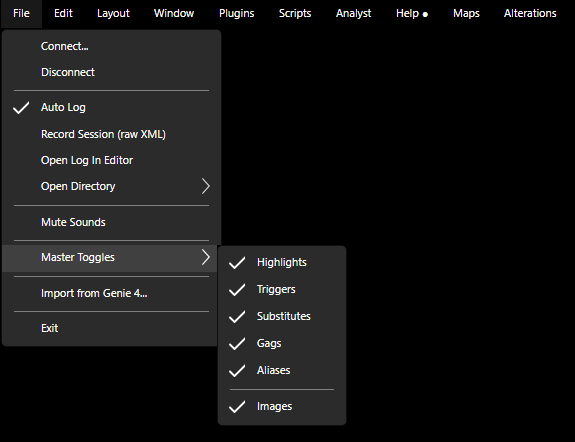 File Edit Layout Window Plugins Scripts Analyst Help ● Maps Alterations
Connect...
Disconnect
Auto Log
Record Session (raw XML)
Open Log In Editor
Open Directory
Mute Sounds
Master Toggles
Highlights
Triggers
Substitutes
Gags
Aliases
Images
Import from Genie 4...
Exit